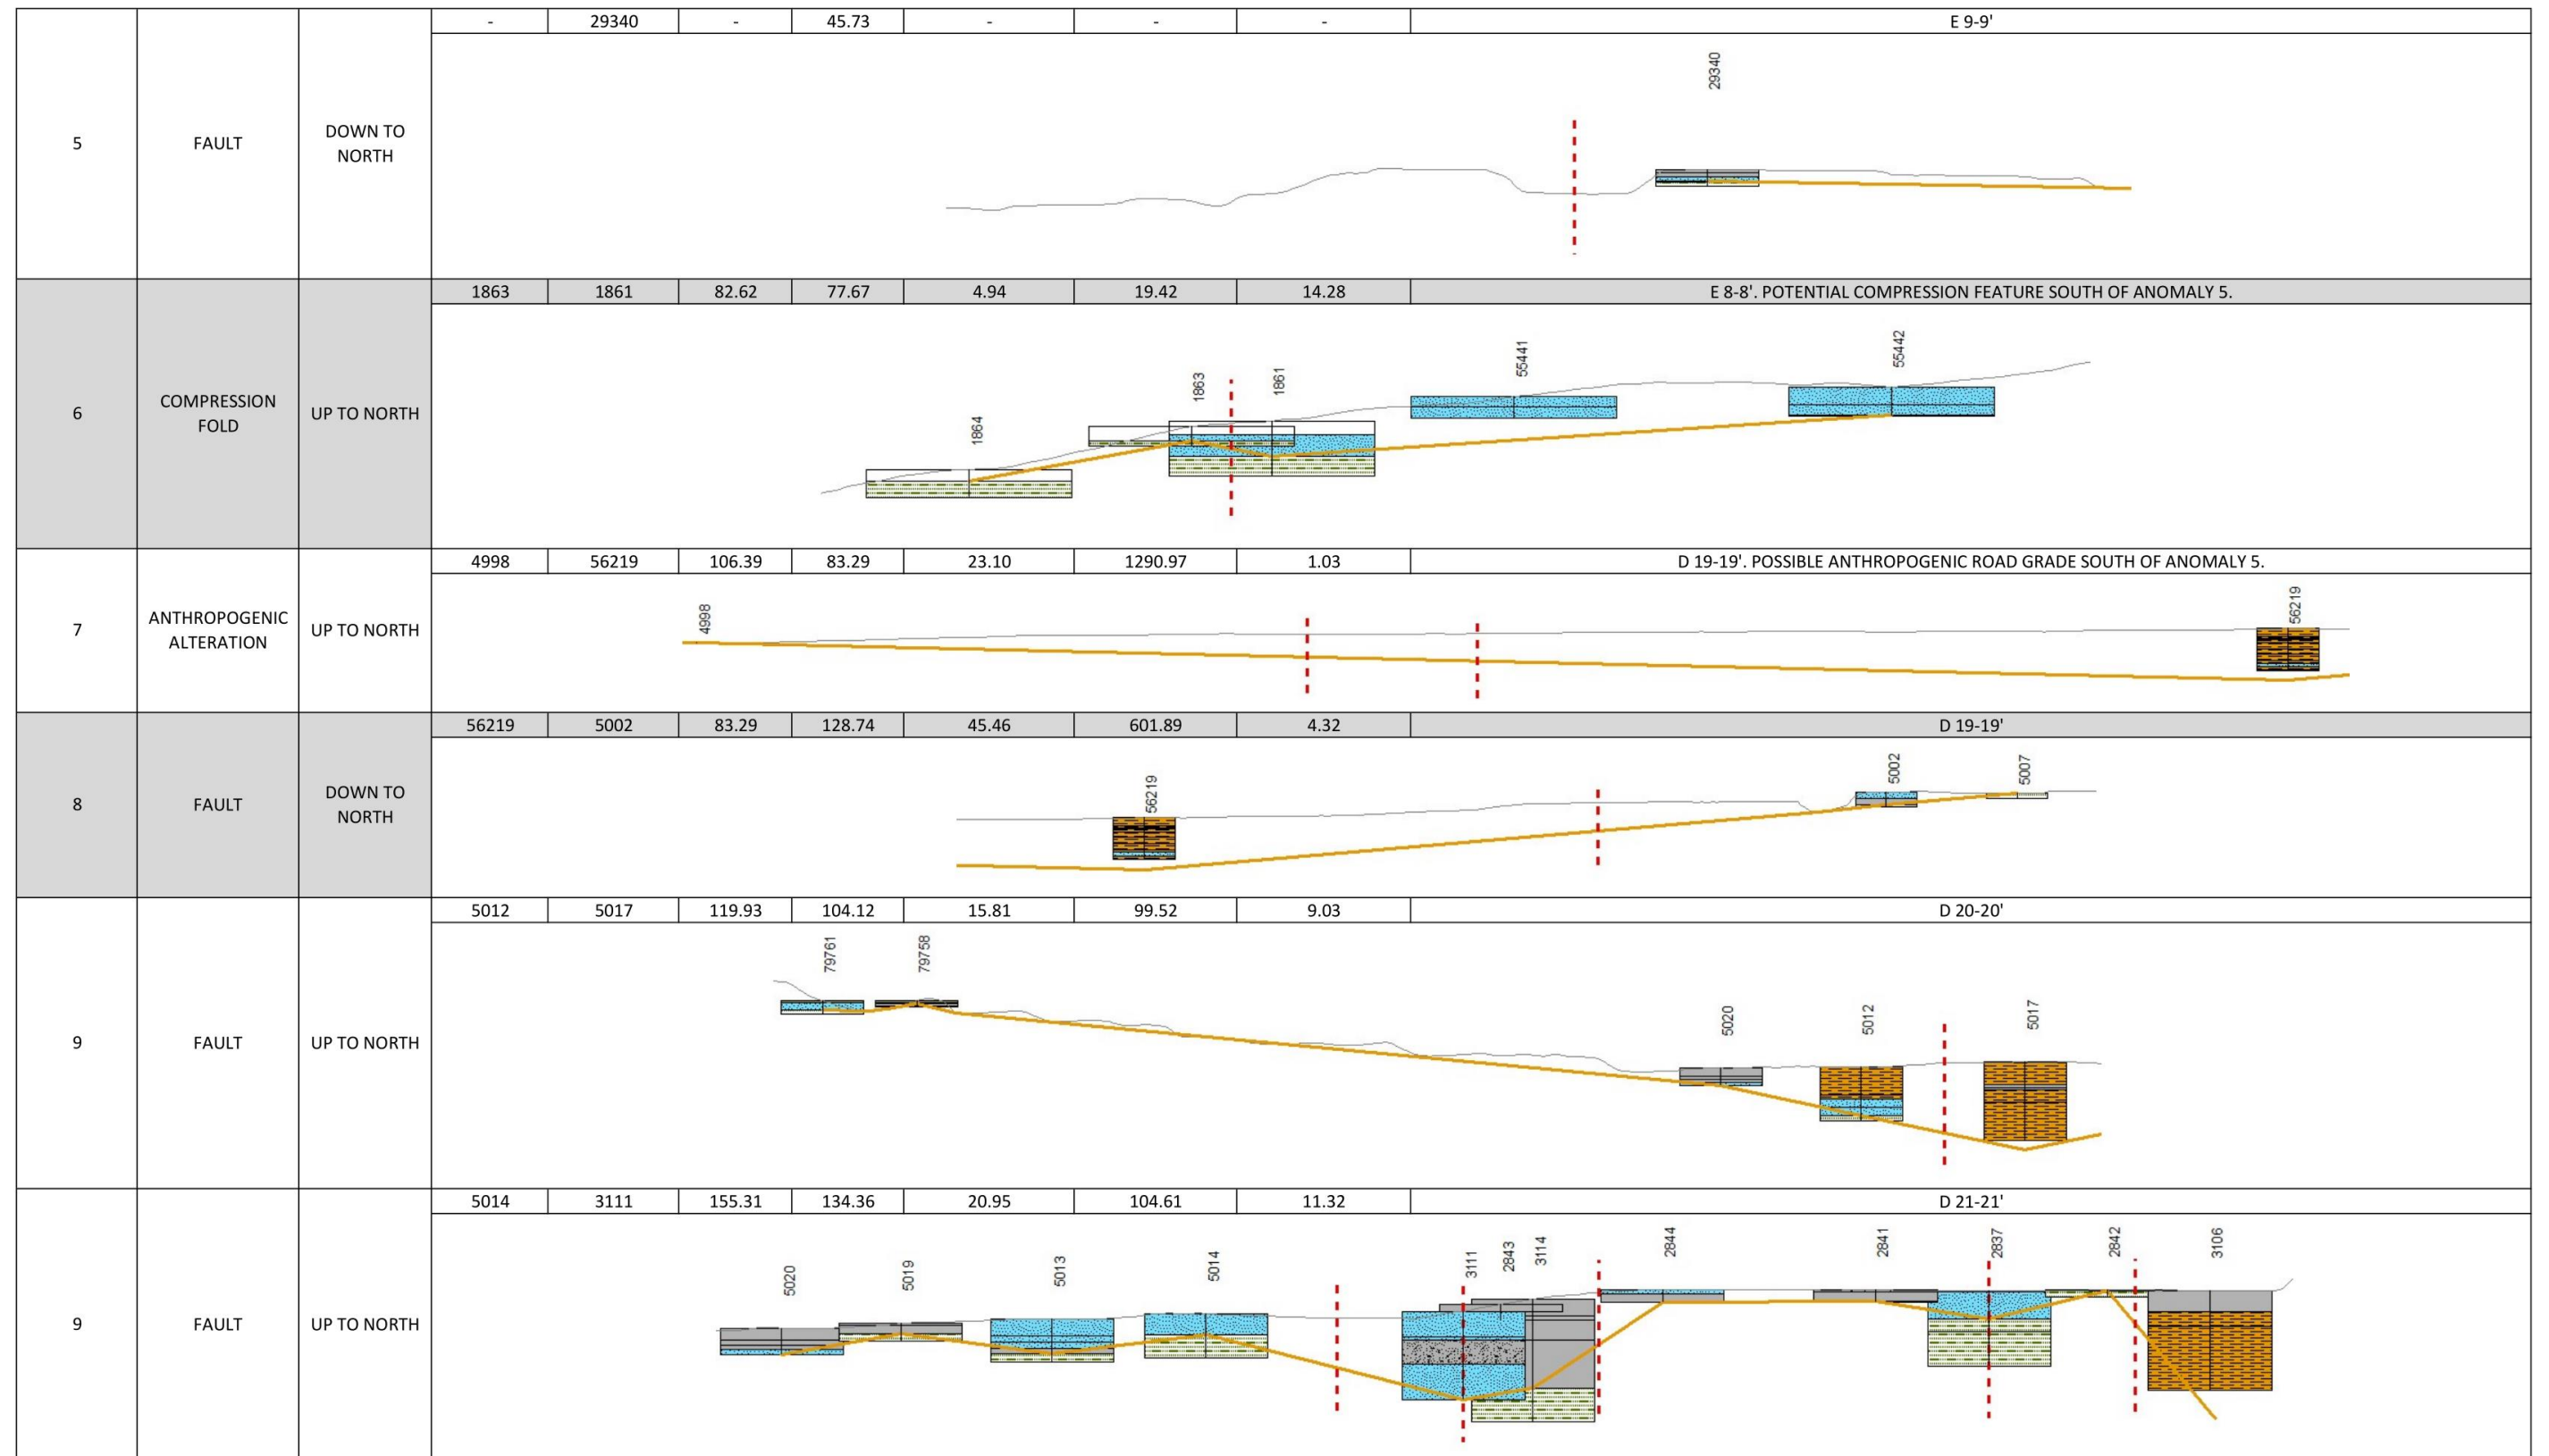 - 29340 - 45.73 - - - E 9-9'
29340
5 FAULT DOWN TO
NORTH
1863 1861 82.62 77.67 4.94 19.42 14.28 E 8-8'. POTENTIAL COMPRESSION FEATURE SOUTH OF ANOMALY 5.
1864 1863 1861 55441 55442
6 COMPRESSION
FOLD UP TO NORTH
4998 56219 106.39 83.29 23.10 1290.97 1.03 D 19-19'. POSSIBLE ANTHROPOGENIC ROAD GRADE SOUTH OF ANOMALY 5.
4998 56219
7 ANTHROPOGENIC
ALTERATION UP TO NORTH
56219 5002 83.29 128.74 45.46 601.89 4.32 D 19-19'
56219 5002 5007
8 FAULT DOWN TO
NORTH
5012 5017 119.93 104.12 15.81 99.52 9.03 D 20-20'
79761 79758 5020 5012 5017
9 FAULT UP TO NORTH
5014 3111 155.31 134.36 20.95 104.61 11.32 D 21-21'
5020 5019 5013 5014 3111 2843 3114 2844 2841 2837 2842 3106
9 FAULT UP TO NORTH